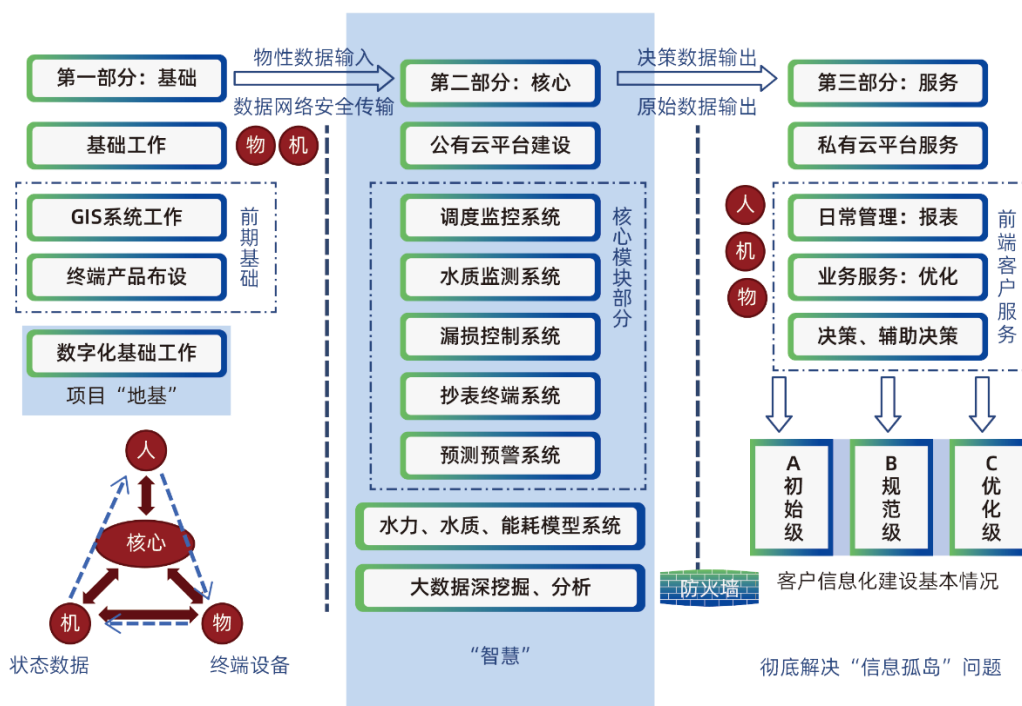 第一部分：基础
物性数据输入
数据网络安全传输
基础工作
物
机
GIS系统工作
终端产品布设
前期基础
数字化基础工作
项目“地基”
人
核心
机
物
状态数据
终端设备
第二部分：核心
公有云平台建设
调度监控系统
水质监测系统
漏损控制系统
抄表终端系统
预测预警系统
核心模块部分
水力、水质、能耗模型系统
大数据深挖掘、分析
“智慧”
决策数据输出
原始数据输出
防火墙
第三部分：服务
私有云平台服务
人
机
物
日常管理：报表
业务服务：优化
决策、辅助决策
前端客户服务
A初始级
B规范级
C优化级
客户信息化建设基本情况
彻底解决“信息孤岛”问题